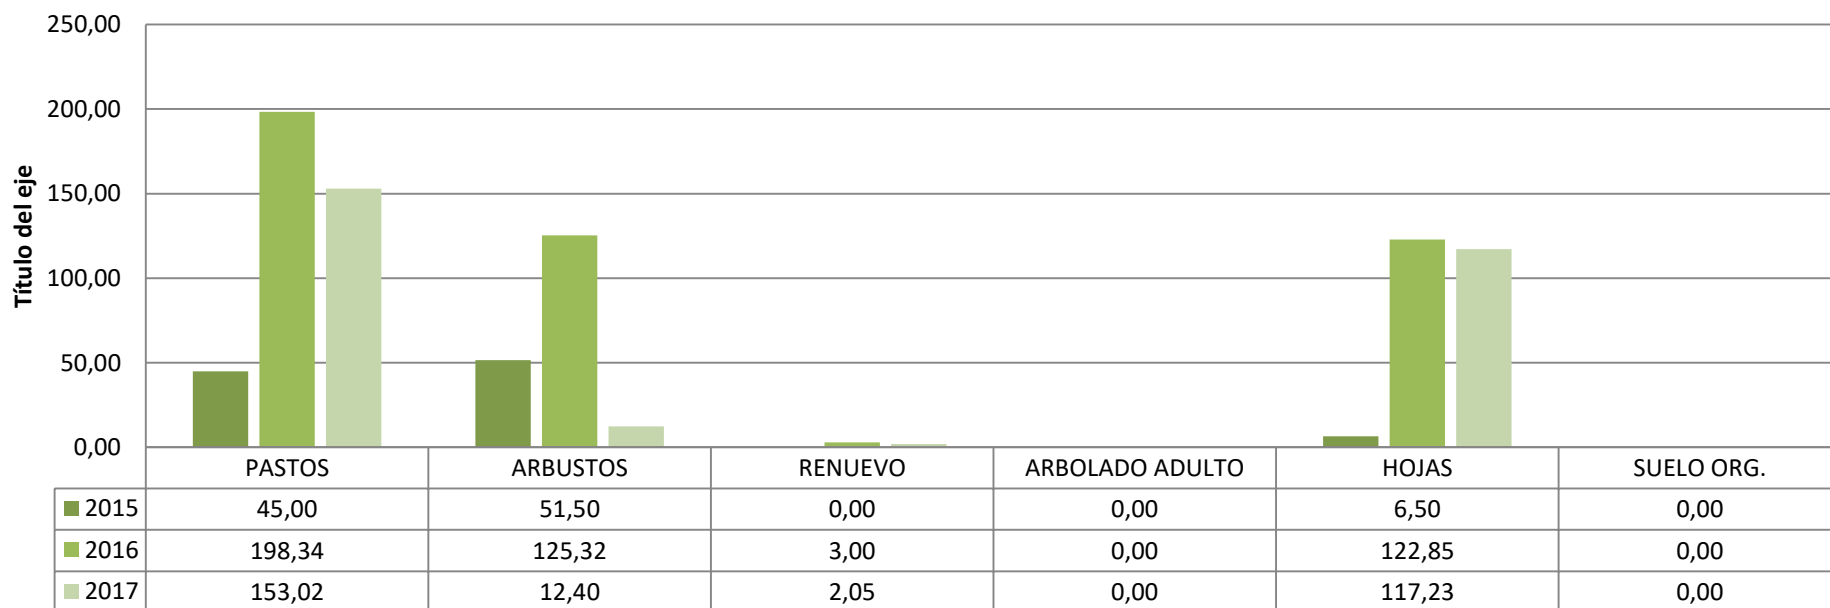 250,00
200,00
150,00
100,00
50,00
0,00
Título del eje
PASTOS ARBUSTOS RENUEVO ARBOLADO ADULTO HOJAS SUELO ORG.
2015 45,00 51,50 0,00 0,00 6,50 0,00
2016 198,34 125,32 3,00 0,00 122,85 0,00
2017 153,02 12,40 2,05 0,00 117,23 0,00